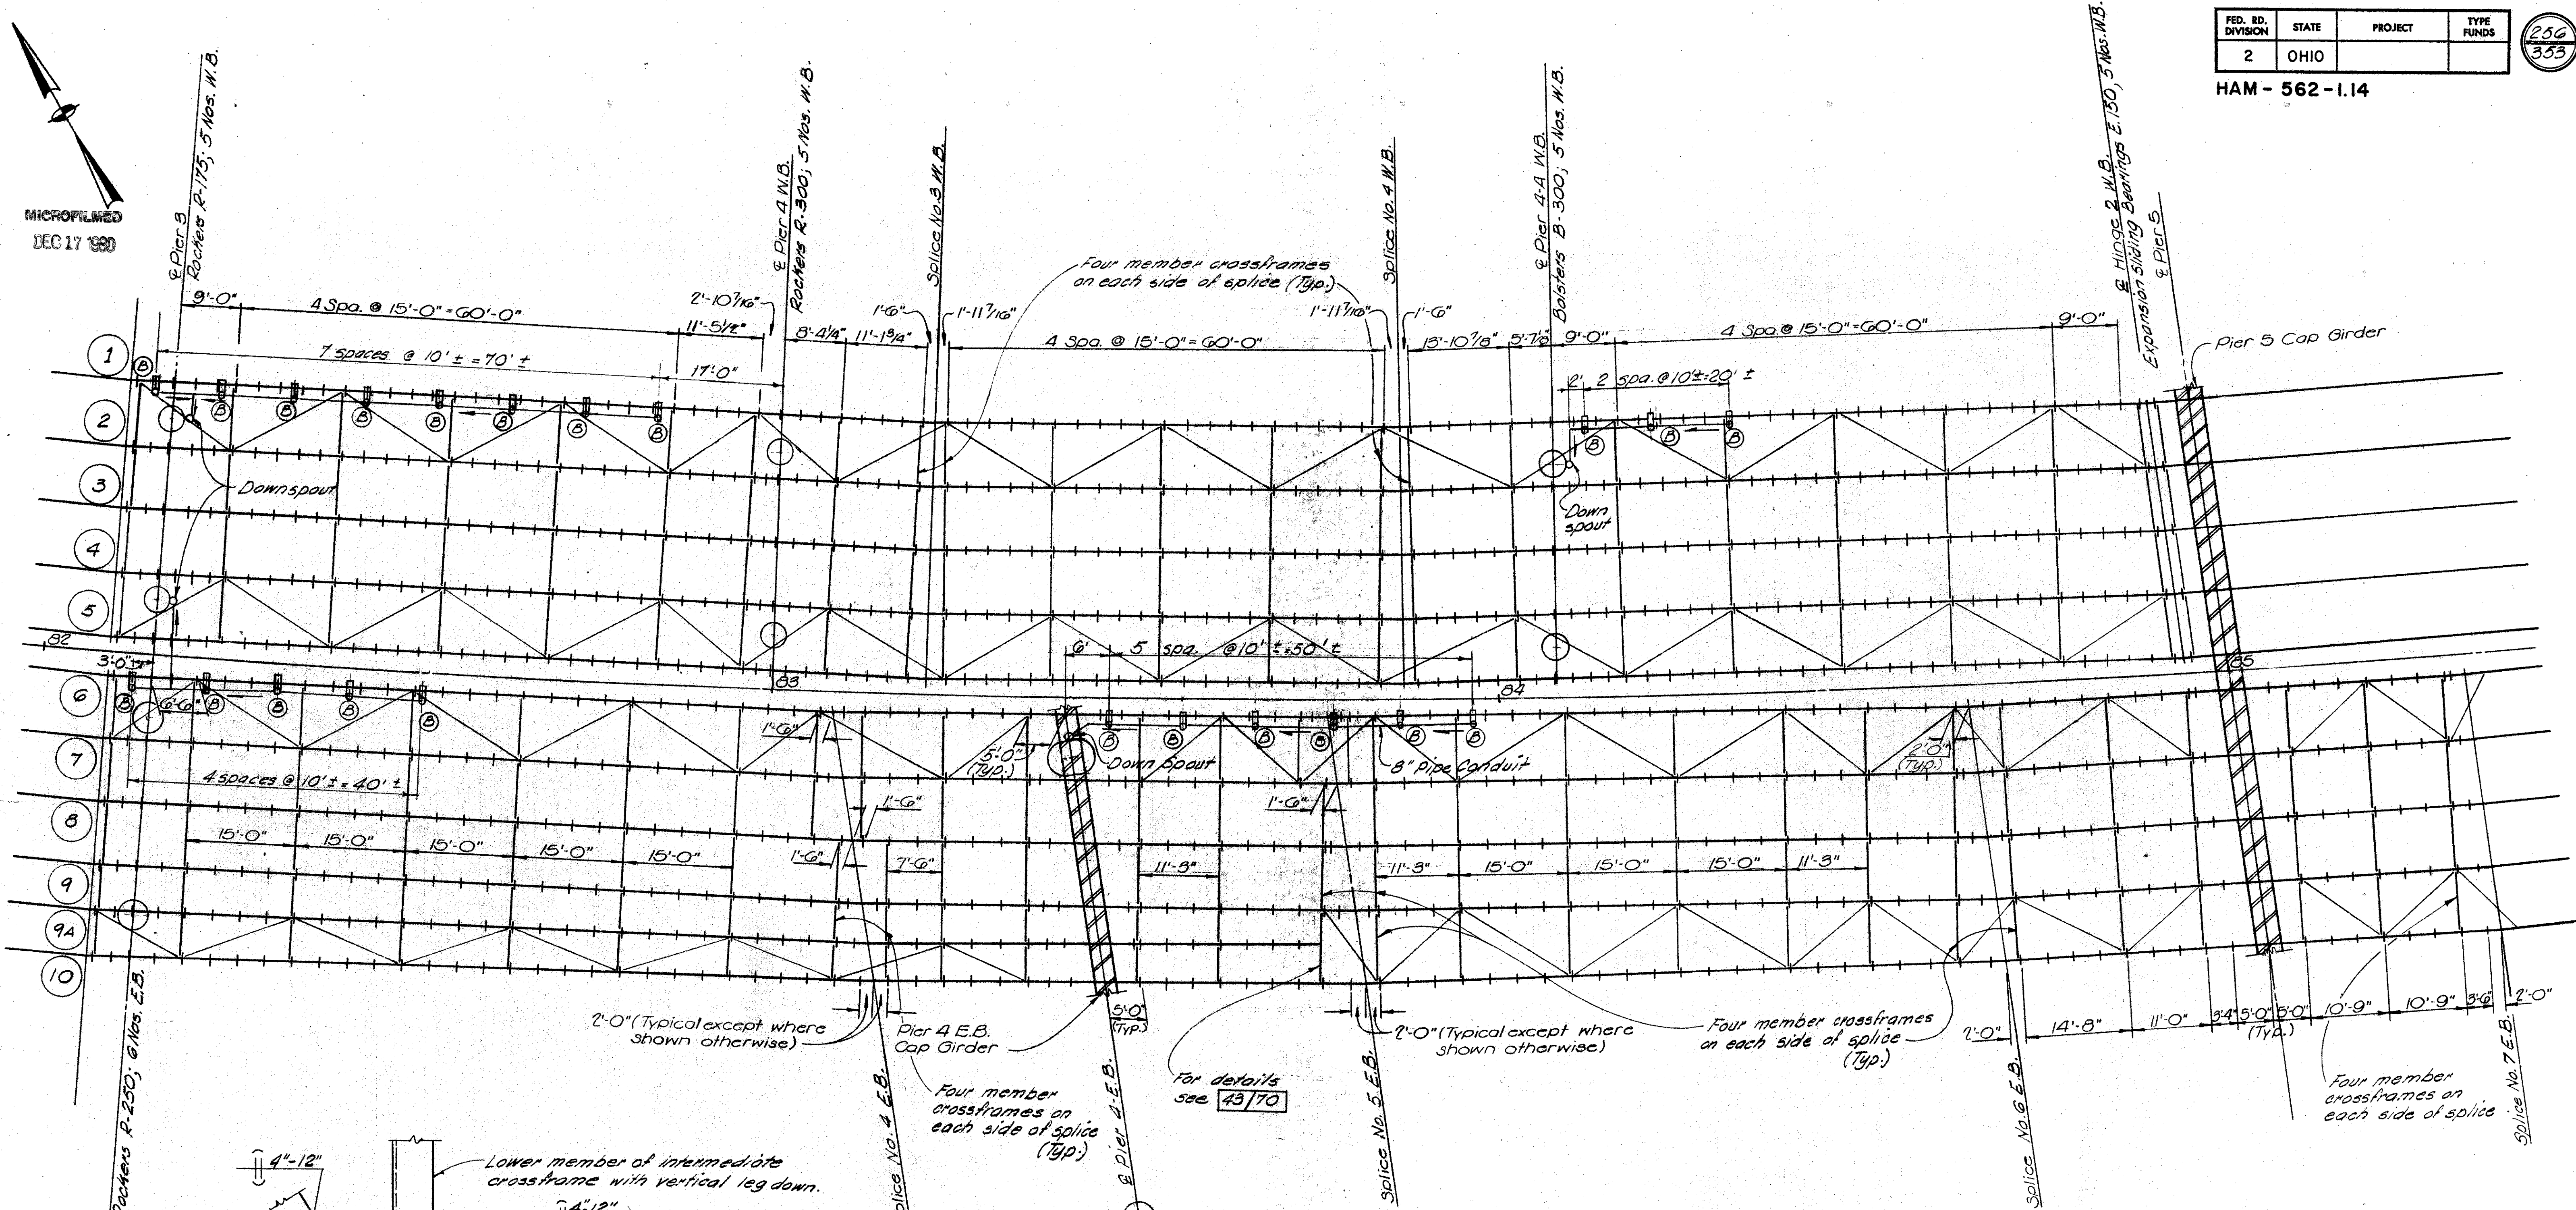 FED. RD. DIVISION STATE PROJECT TYPE FUNDS
2 OHIO
256
353
HAM - 562 - 1.14
MICROFILMED
DEC 17 1980
℄ Pier 3
Rockers R-175; 5 Nos. W.B.
℄ Pier 4 W.B.
Rockers R-300; 5 Nos. W.B.
Splice No.3 W.B.
Splice No.4 W.B.
℄ Pier 4-A W.B.
Bolsters B-300; 5 Nos. W.B.
℄ Hinge 2 W.B.
Expansion Sliding Bearings E.150, 5 Nos. W.B.
℄ Pier 5
Pier 5 Cap Girder
Four member crossframes
on each side of splice (Typ.)
9'-0"
4 Spa. @ 15'-0" = 60'-0"
2'-10 7/16"
11'-5 1/2"
8'-4 1/4"
11'-1 3/4"
1'-6"
1'-11 7/16"
4 Spa. @ 15'-0" = 60'-0"
1'-11 7/16"
1'-6"
13'-10 7/8"
9'-0"
4 Spa. @ 15'-0" = 60'-0"
9'-0"
7 spaces @ 10' ± = 70' ±
17'-0"
2'
2 spa. @ 10'± = 20' ±
1
B
B
B
B
B
B
B
B
B
B
B
2
3
4
5
Downspout
Down
spout
82
83
84
85
3'-0"±
6'
5 spa. @ 10' ± = 50' ±
6
B
B
B
B
B
6'-6"
7
4 spaces @ 10' ± = 40' ±
1'-6"
5'-0"
(Typ.)
Down Spout
B
B
B
B
B
B
8" Pipe Conduit
2'-0"
(Typ.)
1'-6"
1'-6"
8
15'-0"
15'-0"
15'-0"
15'-0"
15'-0"
1'-6"
7'-6"
11'-3"
11'-3"
15'-0"
15'-0"
15'-0"
11'-3"
9
9A
10
2'-0" (Typical except where
shown otherwise)
Pier 4 E.B.
Cap Girder
5'-0"
(Typ.)
2'-0" (Typical except where
shown otherwise)
Four member crossframes
on each side of splice
(Typ.)
2'-0"
14'-8"
11'-0"
3'-4"
5'-0"
5'-0"
(Typ.)
10'-9"
10'-9"
3'-6"
2'-0"
Four member
crossframes on
each side of splice
(Typ.)
For details
see 43/70
Four member
crossframes on
each side of splice
Rockers R-250; 6 Nos. E.B.
Splice No. 4 E.B.
℄ Pier 4-E.B.
Splice No. 5 E.B.
Splice No. 6 E.B.
Splice No. 7 E.B.
4"-12"
Lower member of intermediate
crossframe with vertical leg down.
4"-12"